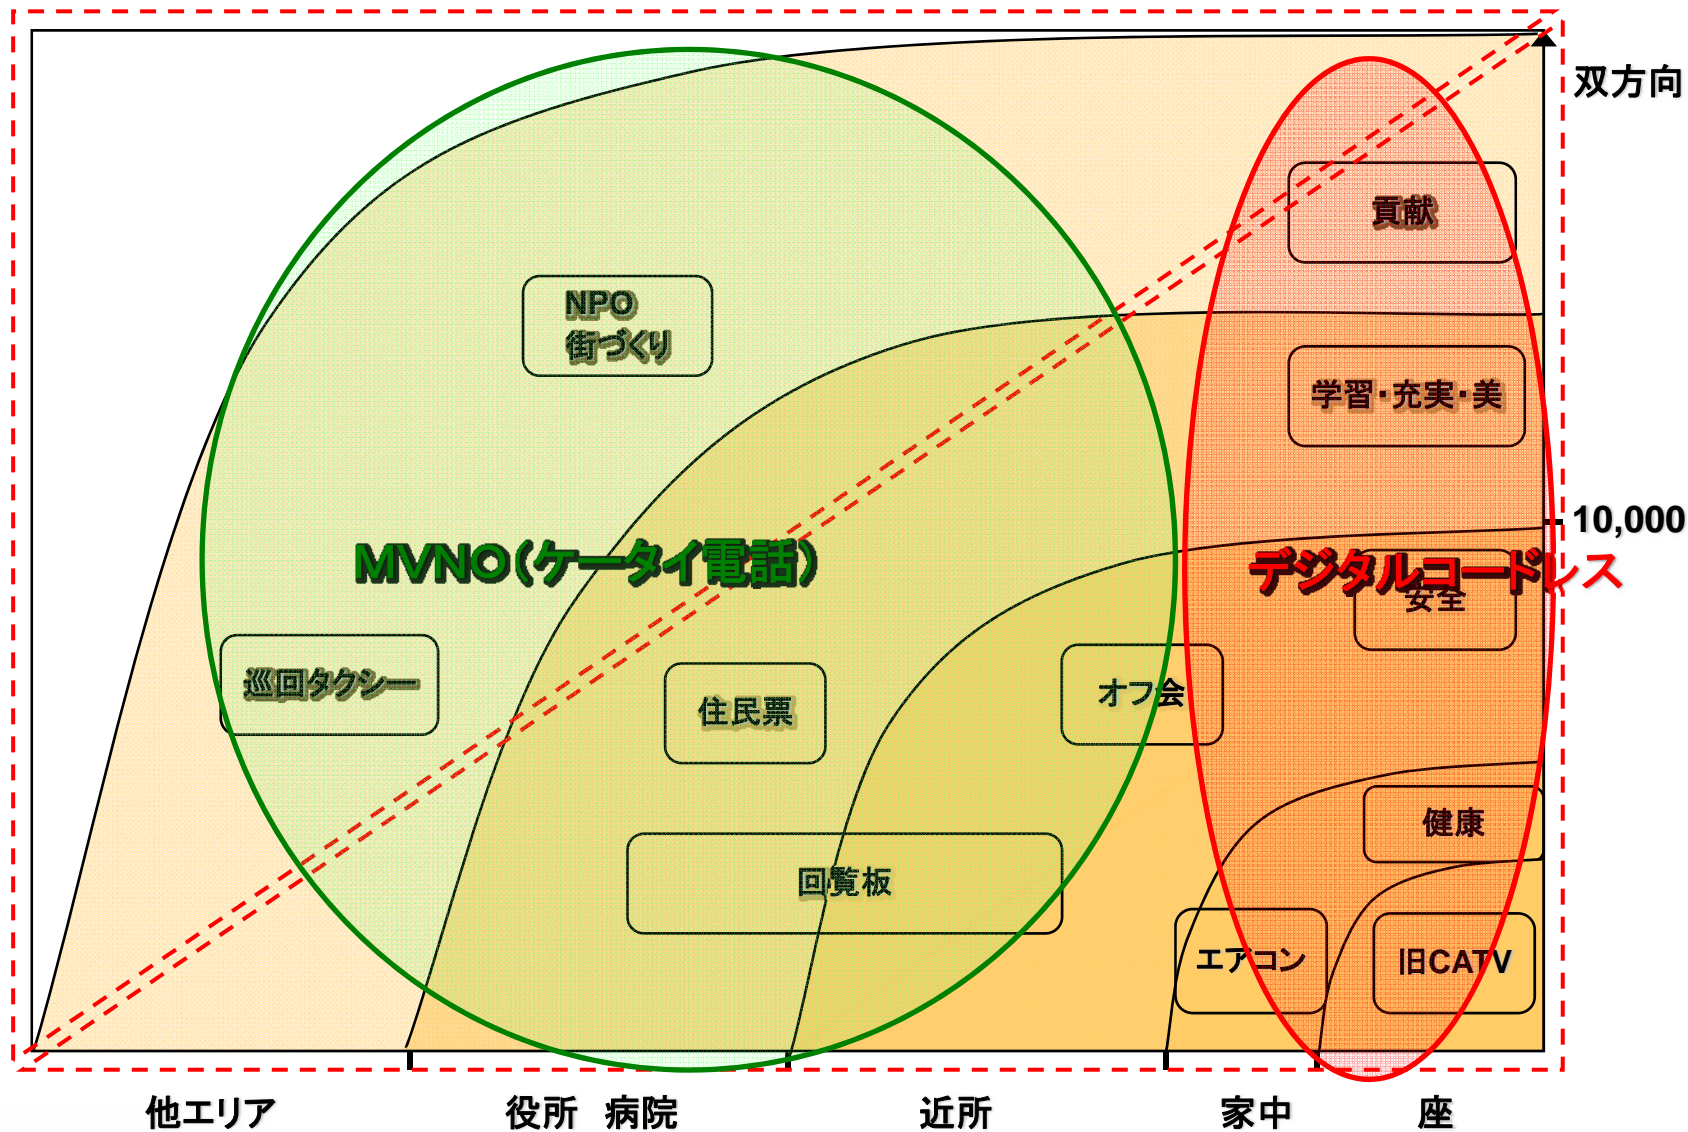 双方向
貢献
NPO
街づくり
学習・充実・美
10,000
MVNO（ケータイ電話）
デジタルコードレス
安全
巡回タクシー
住民票
オフ会
健康
回覧板
エアコン
旧CATV
他エリア
役所 病院
近所
家中
座